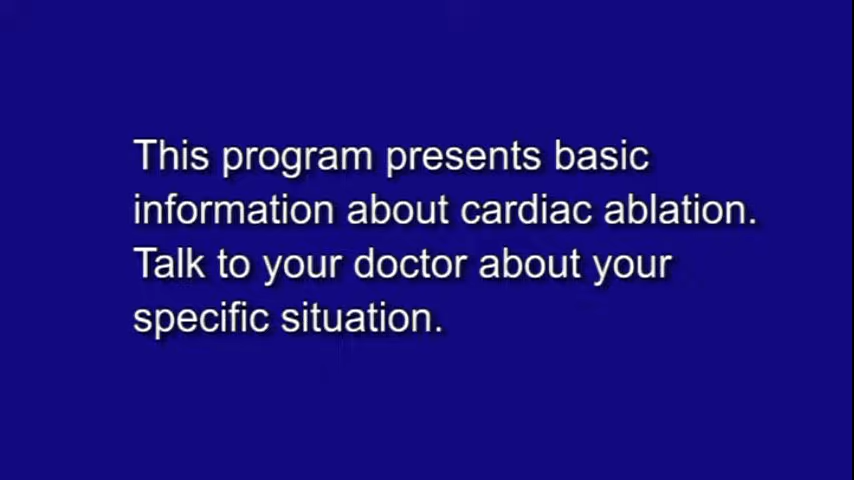 This program presents basic
information about cardiac ablation.
Talk to your doctor about your
specific situation.